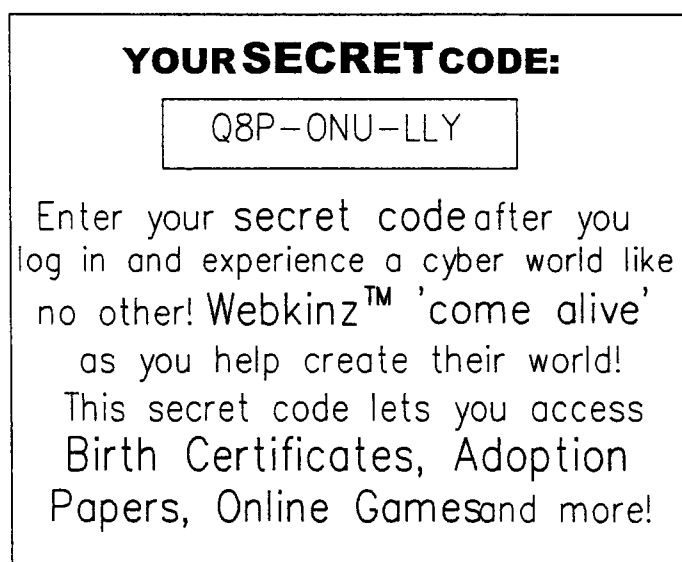 YOUR SECRET CODE:
Q8P-ONU-LLY
Enter your secret code after you
log in and experience a cyber world like
no other! Webkinz™ 'come alive'
as you help create their world!
This secret code lets you access
Birth Certificates, Adoption
Papers, Online Games and more!